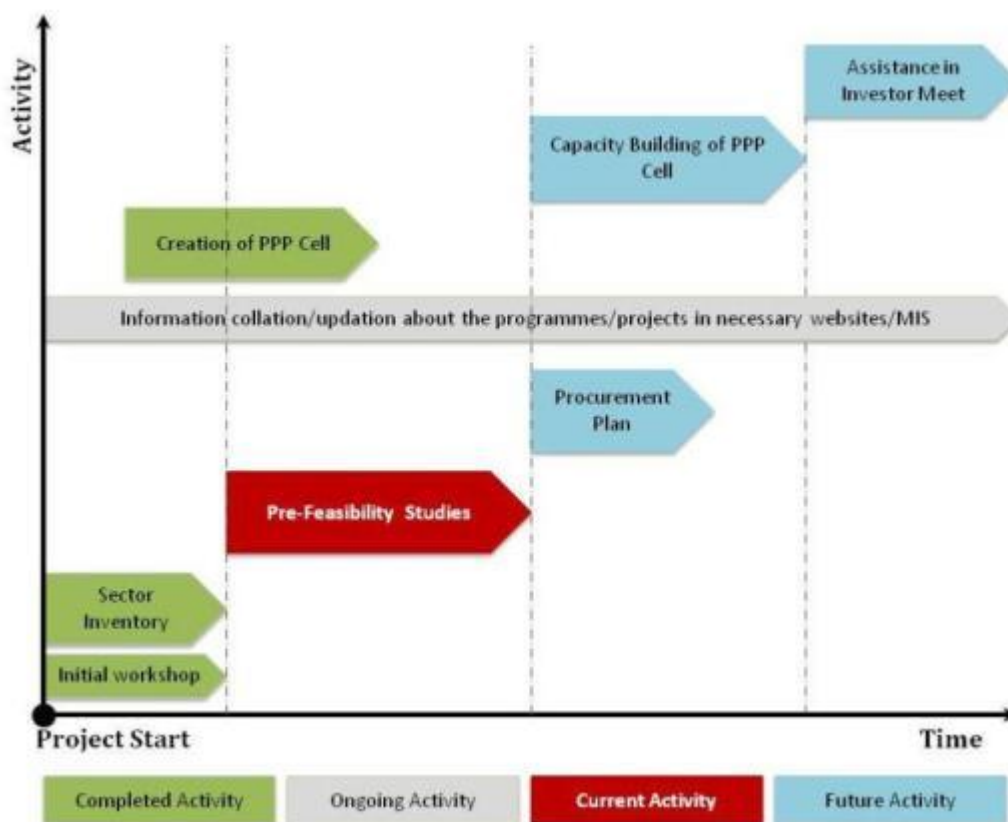 Activity
Assistance in
Investor Meet
Capacity Building of PPP
Cell
Creation of PPP Cell
Information collation/updation about the programmes/projects in necessary websites/MIS
Procurement
Plan
Pre-Feasibility Studies
Sector
Inventory
Initial workshop
Project Start
Time
Completed Activity
Ongoing Activity
Current Activity
Future Activity